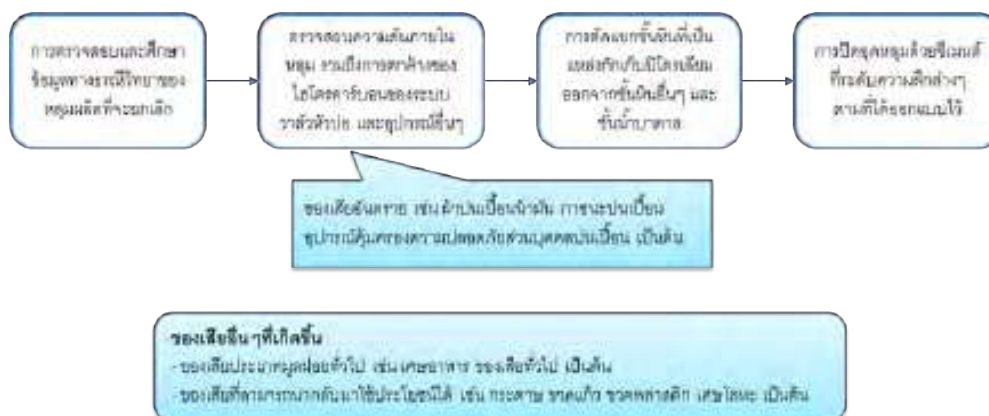 การตรวจสอบและศึกษา
ข้อมูลทางธรณีวิทยาของ
หลุมผลิตที่จะยกเลิก
ตรวจสอบความดันภายใน
หลุม รวมถึงการตกค้างของ
ไฮโดรคาร์บอนของระบบ
วาล์วหัวบ่อ และอุปกรณ์อื่นๆ
การตัดแยกชั้นหินที่เป็น
แหล่งกักเก็บปิโตรเลียม
ออกจากชั้นหินอื่นๆ และ
ชั้นน้ำบาดาล
การปิดจุดหลุมด้วยซีเมนต์
ที่ระดับความลึกต่างๆ
ตามที่ได้ออกแบบไว้
ของเสียอันตราย เช่น ผ้าปนเปื้อนน้ำมัน ภาชนะปนเปื้อน
อุปกรณ์คุ้มครองความปลอดภัยส่วนบุคคลปนเปื้อน เป็นต้น
ของเสียอื่นๆที่เกิดขึ้น
-ของเสียประเภทมูลฝอยทั่วไป เช่น เศษอาหาร ของเสียทั่วไป เป็นต้น
-ของเสียที่สามารถนำกลับมาใช้ประโยชน์ได้ เช่น กระดาษ ขวดแก้ว ขวดพลาสติก เศษโลหะ เป็นต้น